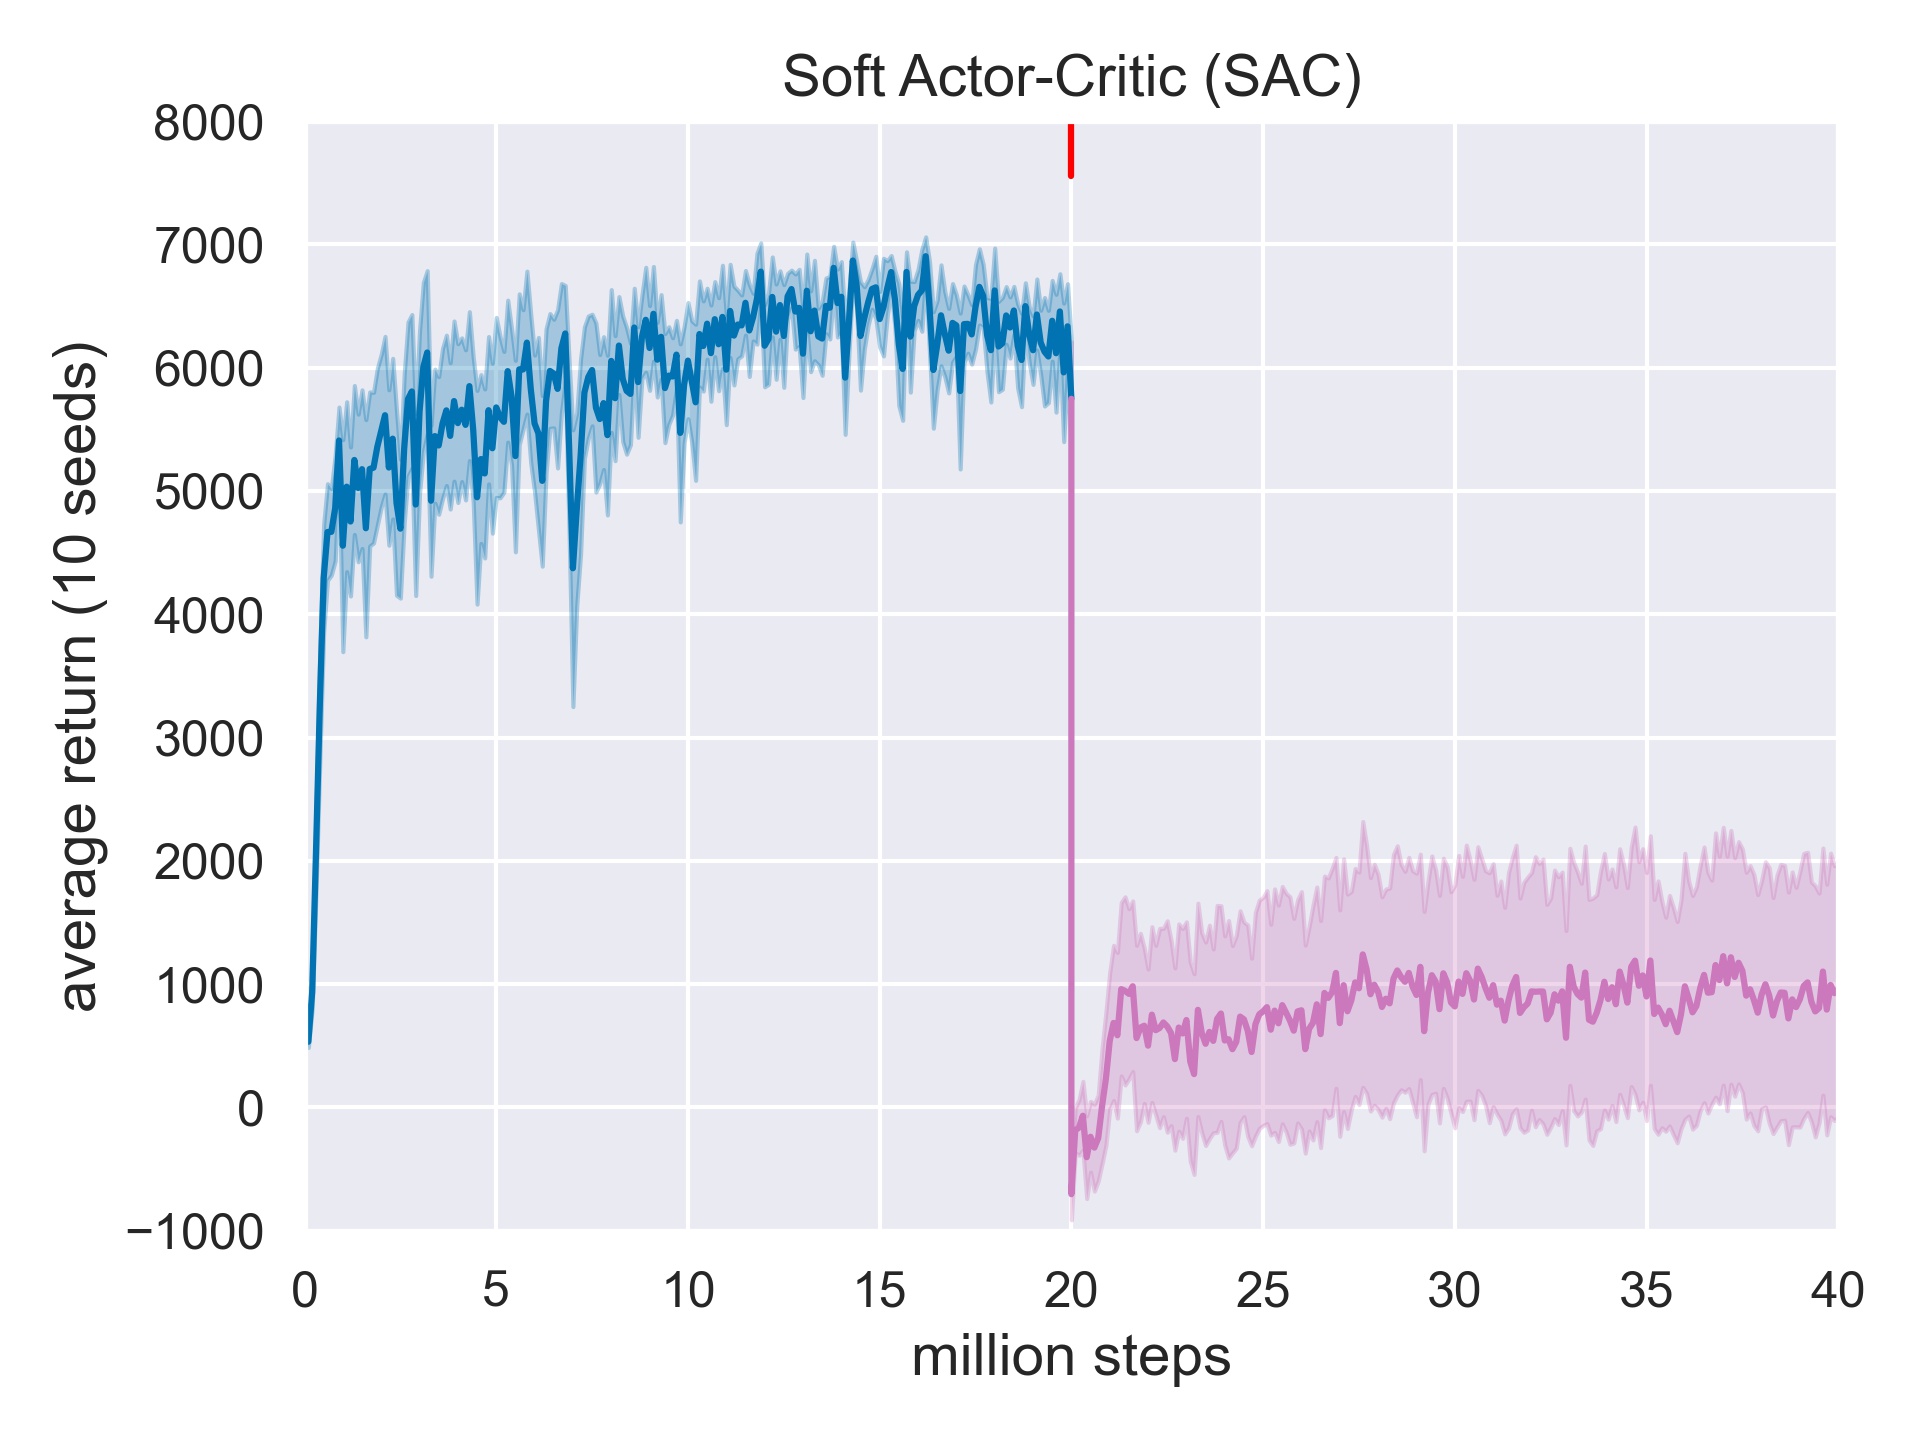 Soft Actor-Critic (SAC)
8000
7000
6000
5000
4000
3000
2000
1000
0
−1000
average return (10 seeds)
0 5 10 15 20 25 30 35 40
million steps